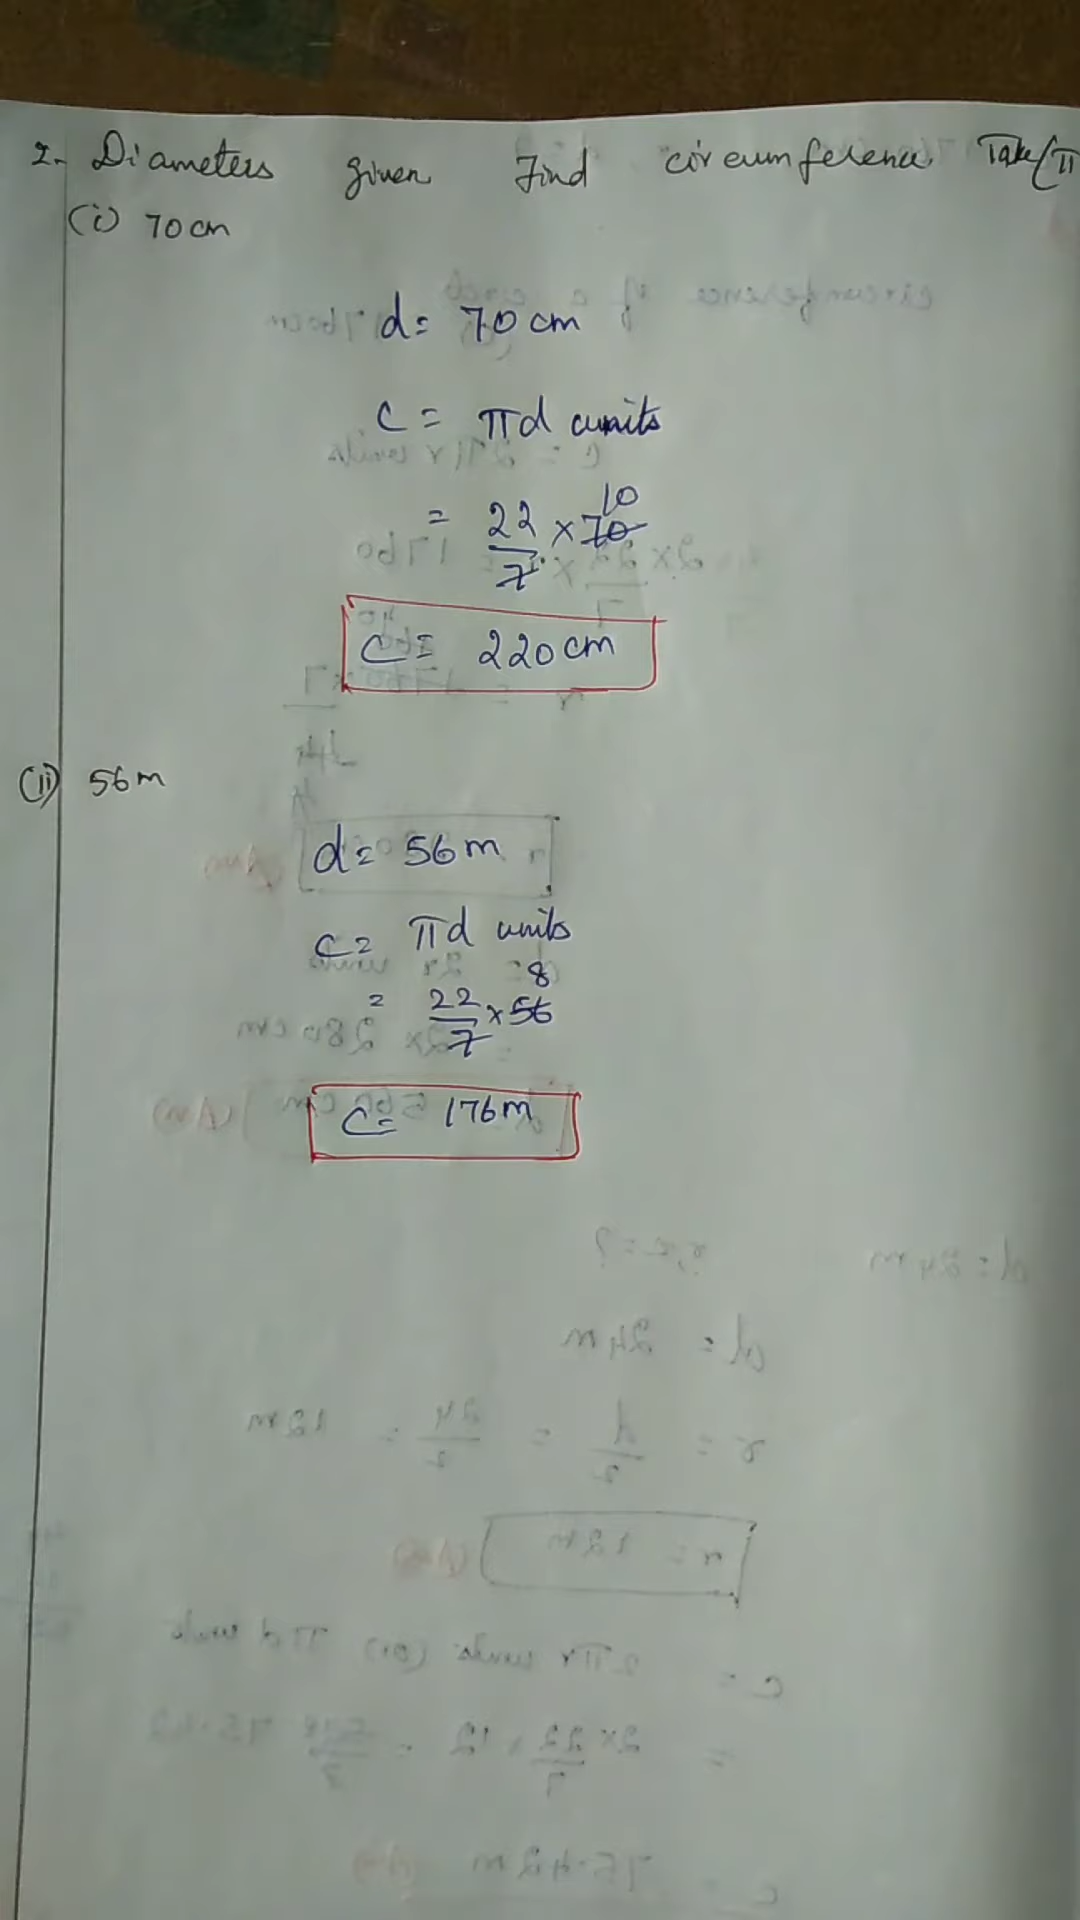 2. Diameters given Find circumference. Take (π
(i) 70 cm
d = 70 cm
C = πd units
= 22/7 × 70 10
C = 220 cm
(ii) 56 m
d = 56 m
C = πd units
= 22/7 × 56 8
C = 176 m